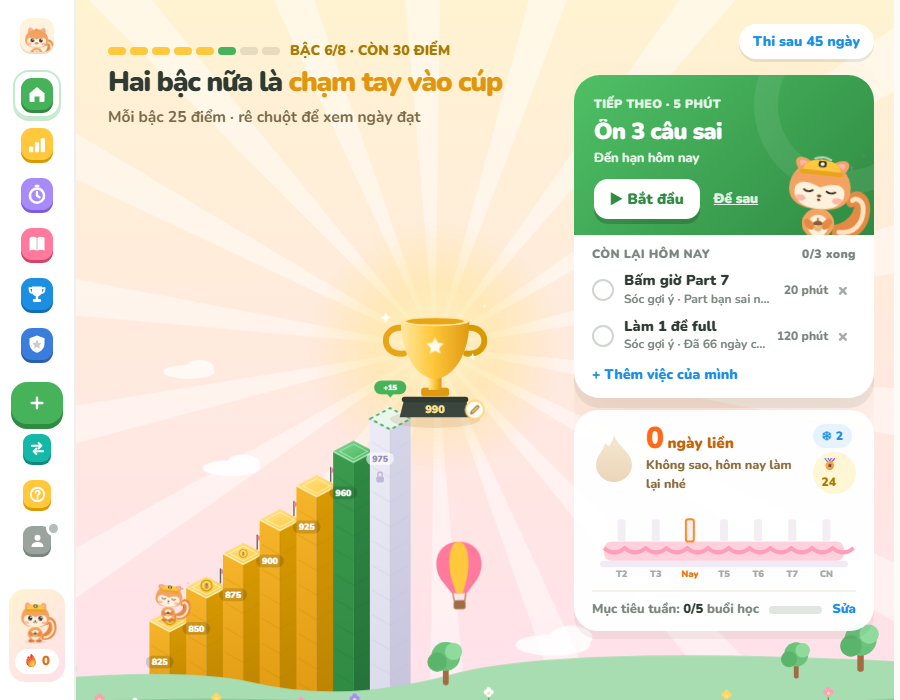 BẬC 6/8 · CÒN 30 ĐIỂM
Hai bậc nữa là chạm tay vào cúp
Mỗi bậc 25 điểm · rê chuột để xem ngày đạt
Thi sau 45 ngày
TIẾP THEO · 5 PHÚT
Ôn 3 câu sai
Đến hạn hôm nay
▶ Bắt đầu
Để sau
CÒN LẠI HÔM NAY
0/3 xong
Bấm giờ Part 7
Sóc gợi ý · Part bạn sai n...
20 phút ×
Làm 1 đề full
Sóc gợi ý · Đã 66 ngày c...
120 phút ×
+ Thêm việc của mình
0 ngày liền
Không sao, hôm nay làm
lại nhé
2
24
T2 T3 Nay T5 T6 T7 CN
Mục tiêu tuần: 0/5 buổi học
Sửa
+15
990
975
960
925
900
875
850
825
+
0